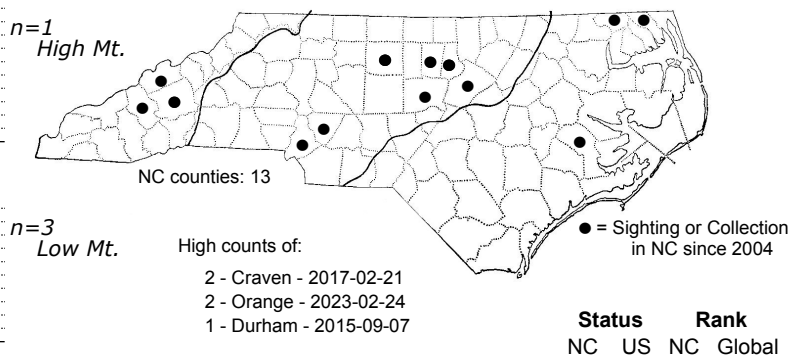 n=1
High Mt.
NC counties: 13
n=3
Low Mt.
High counts of:
2 - Craven - 2017-02-21
2 - Orange - 2023-02-24
1 - Durham - 2015-09-07
● = Sighting or Collection
in NC since 2004
Status Rank
NC US NC Global